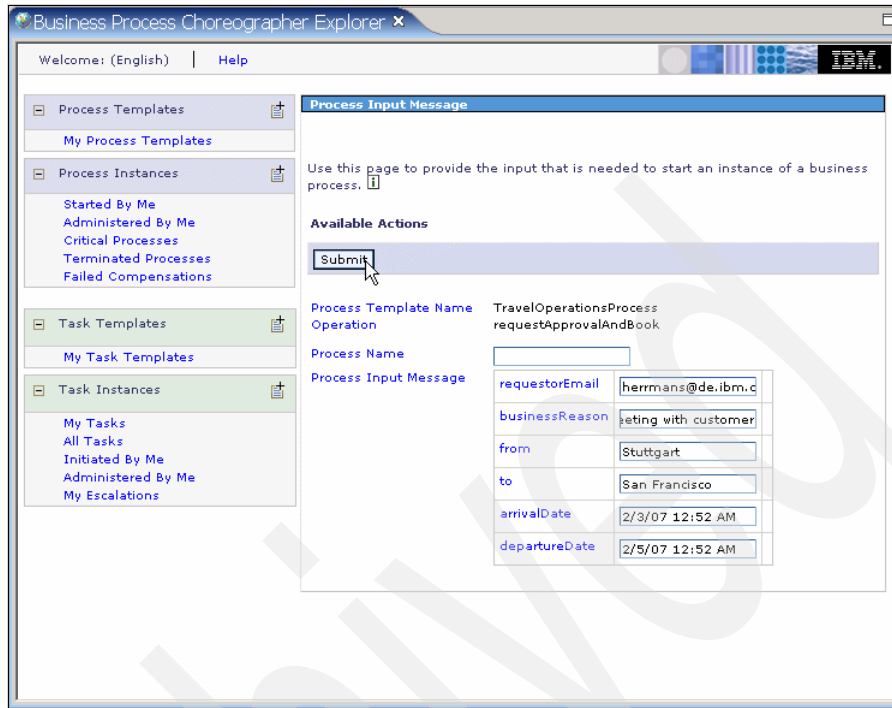 Business Process Choreographer Explorer
Welcome: (English) | Help
IBM.
Process Templates
My Process Templates
Process Instances
Started By Me
Administered By Me
Critical Processes
Terminated Processes
Failed Compensations
Task Templates
My Task Templates
Task Instances
My Tasks
All Tasks
Initiated By Me
Administered By Me
My Escalations
Process Input Message
Use this page to provide the input that is needed to start an instance of a business
process.
Available Actions
Submit
Process Template Name TravelOperationsProcess
Operation requestApprovalAndBook
Process Name
Process Input Message
requestorEmail herrmans@de.ibm.c
businessReason eeting with customer
from Stuttgart
to San Francisco
arrivalDate 2/3/07 12:52 AM
departureDate 2/5/07 12:52 AM